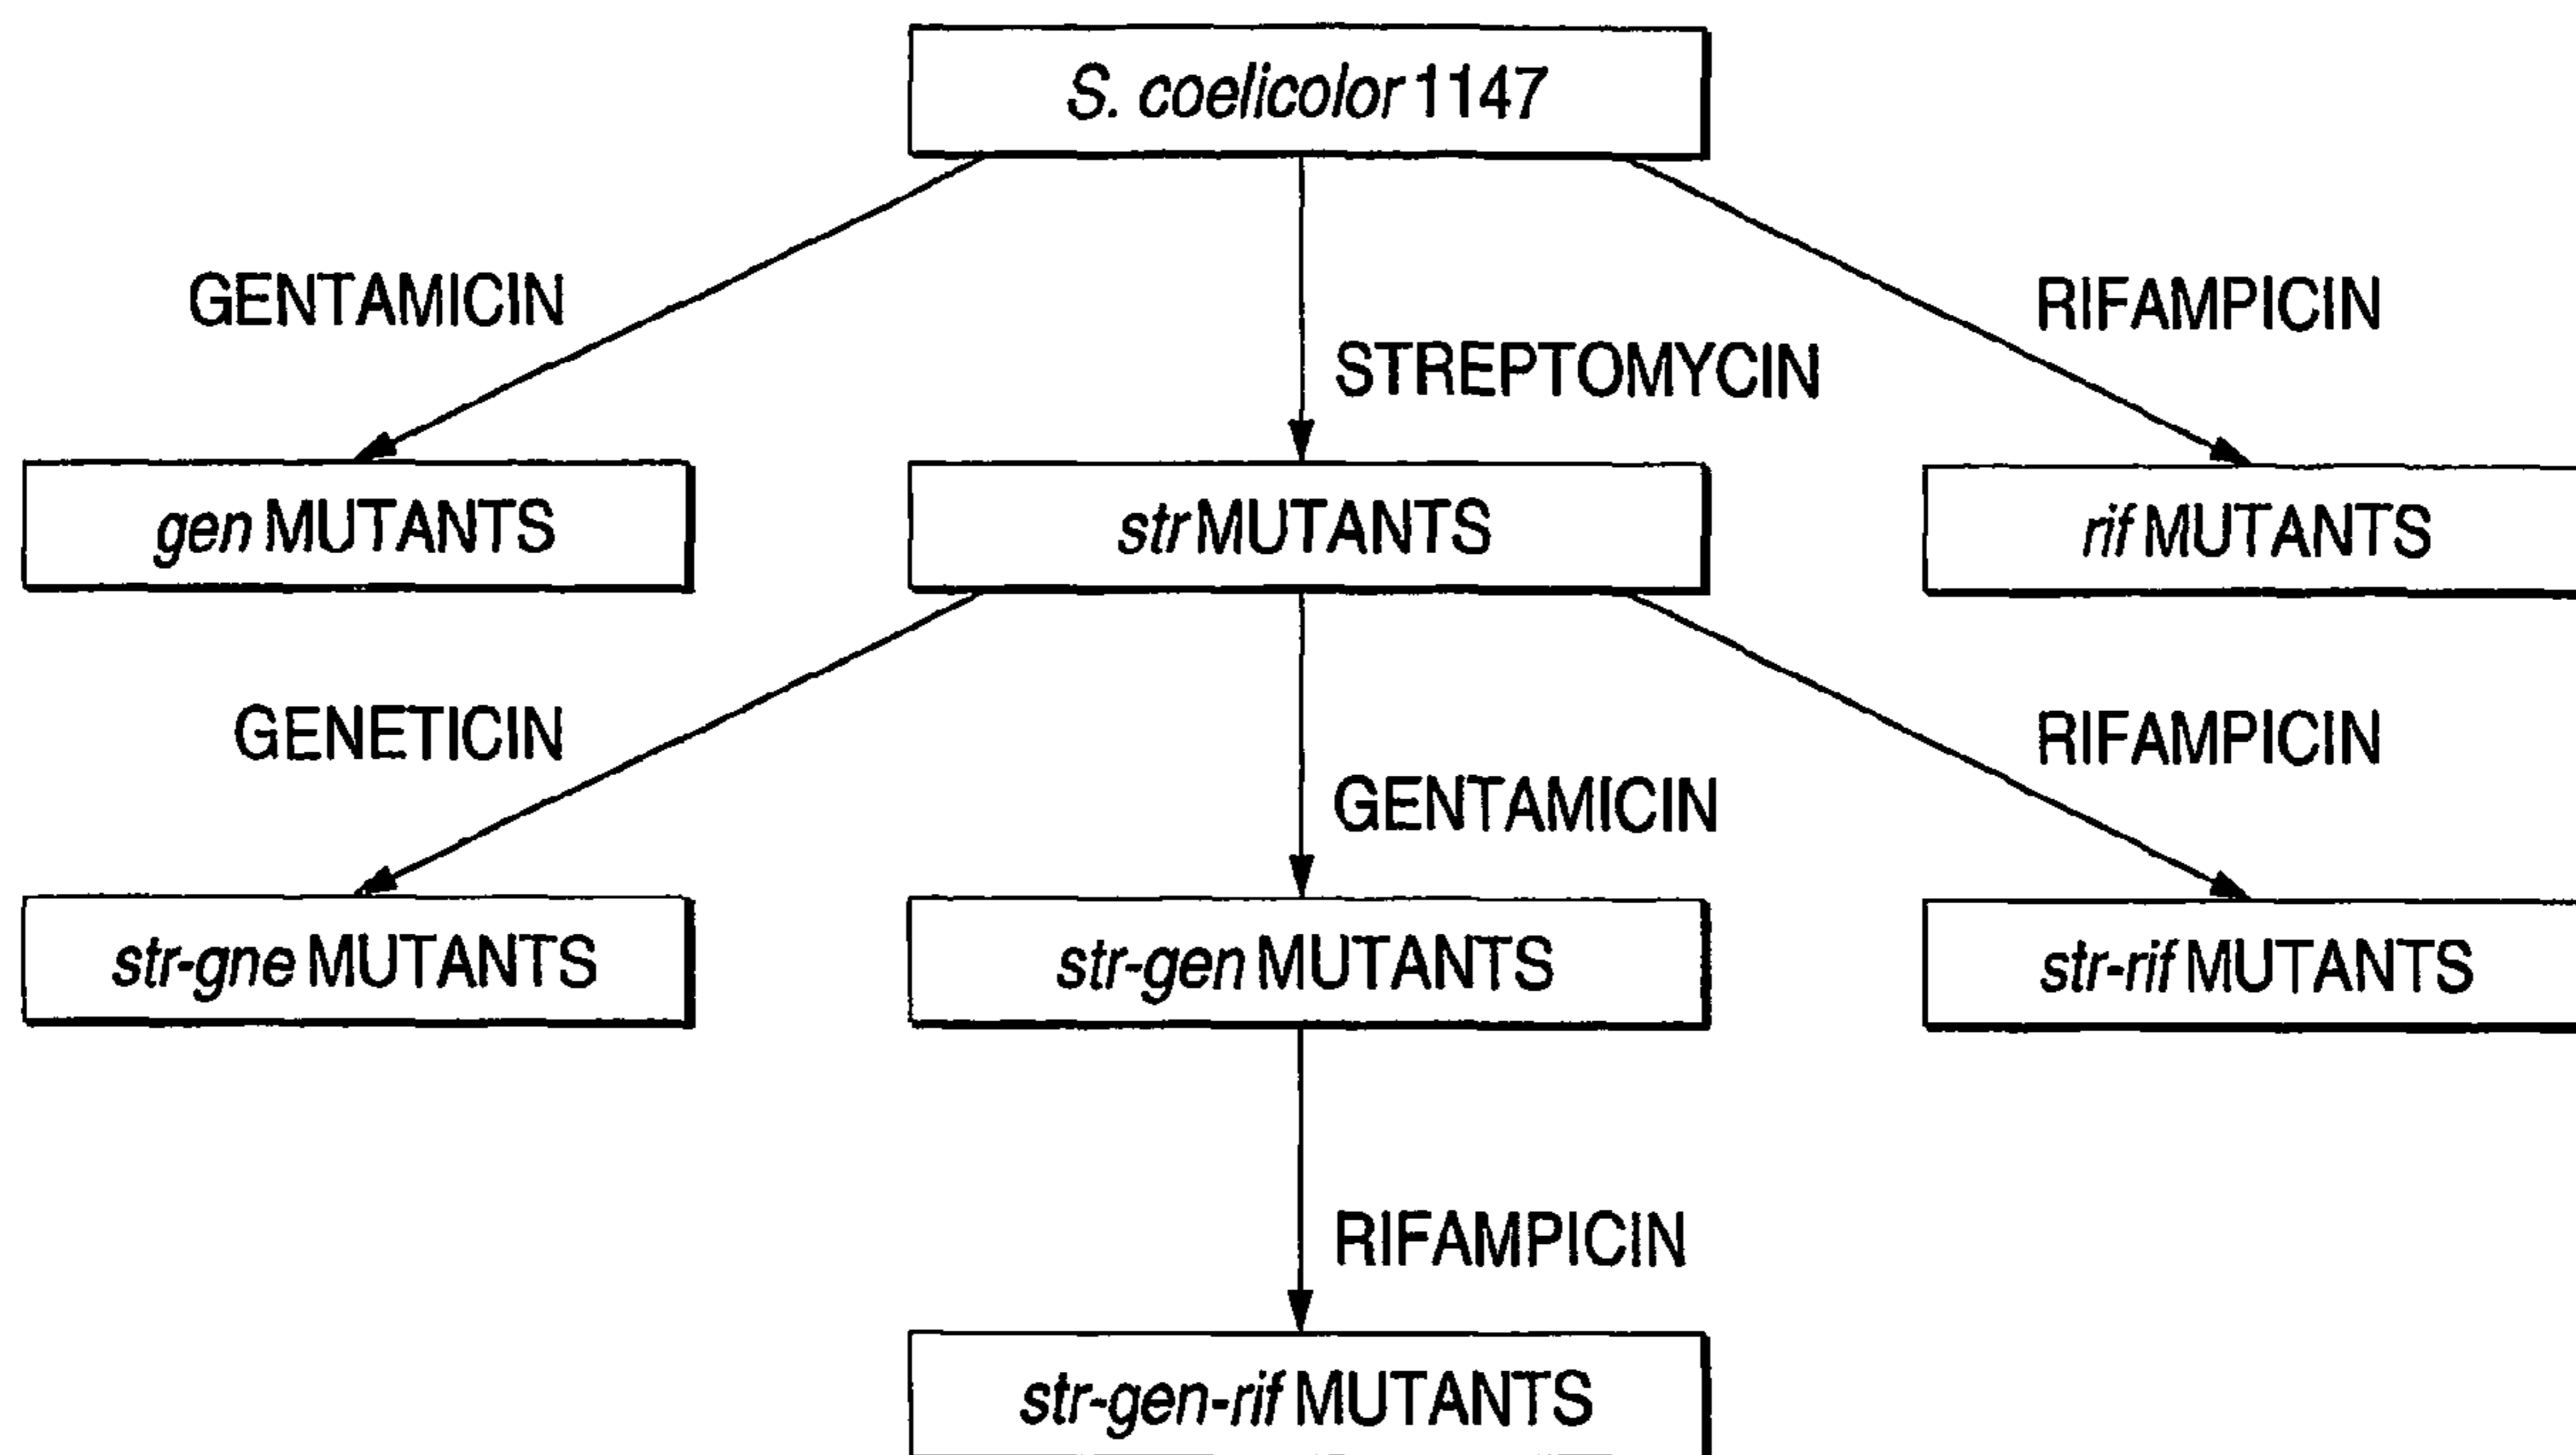 S. coelicolor 1147
GENTAMICIN
RIFAMPICIN
STREPTOMYCIN
gen MUTANTS
str MUTANTS
rif MUTANTS
GENETICIN
RIFAMPICIN
GENTAMICIN
str-gne MUTANTS
str-gen MUTANTS
str-rif MUTANTS
RIFAMPICIN
str-gen-rif MUTANTS